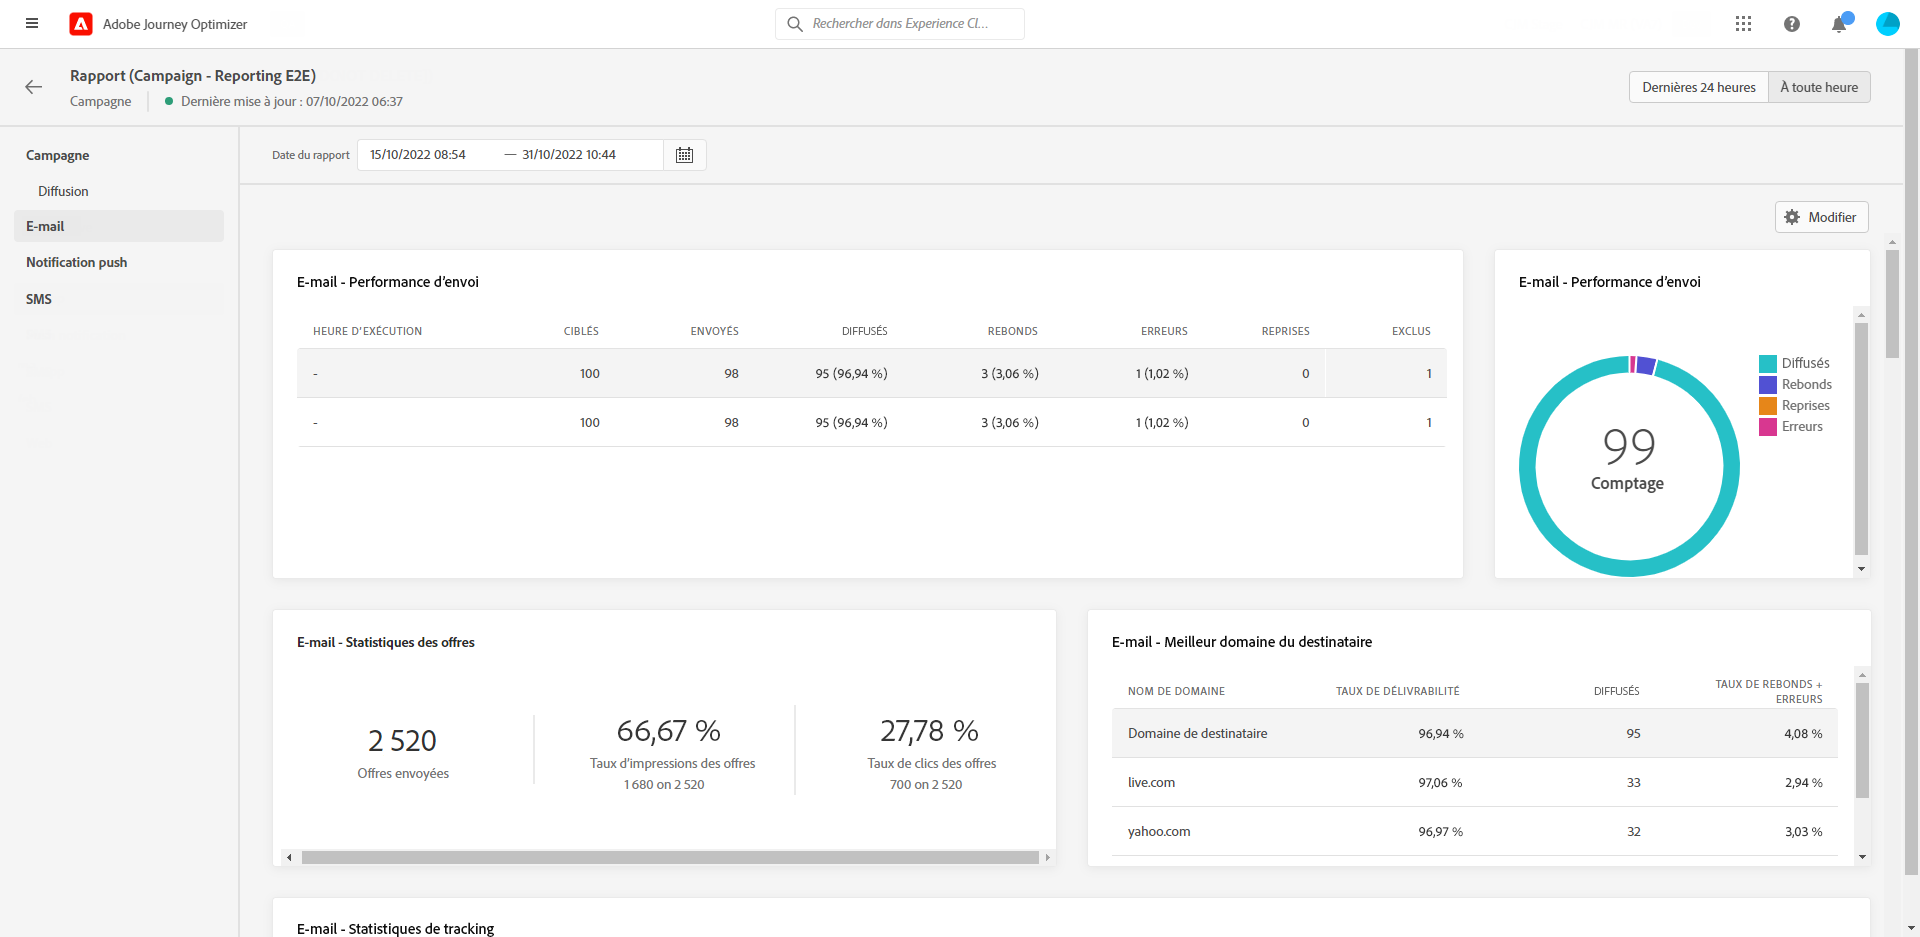 Adobe Journey Optimizer
Rechercher dans Experience Cl...
Rapport (Campaign - Reporting E2E)
Campagne
Dernière mise à jour : 07/10/2022 06:37
Dernières 24 heures
À toute heure
Campagne
Diffusion
E-mail
Notification push
SMS
Date du rapport
15/10/2022 08:54 — 31/10/2022 10:44
Modifier
E-mail - Performance d’envoi
HEURE D’EXÉCUTION CIBLÉS ENVOYÉS DIFFUSÉS REBONDS ERREURS REPRISES EXCLUS
- 100 98 95 (96,94 %) 3 (3,06 %) 1 (1,02 %) 0 1
- 100 98 95 (96,94 %) 3 (3,06 %) 1 (1,02 %) 0 1
E-mail - Performance d’envoi
99
Comptage
Diffusés
Rebonds
Reprises
Erreurs
E-mail - Statistiques des offres
2 520
Offres envoyées
66,67 %
Taux d’impressions des offres
1 680 on 2 520
27,78 %
Taux de clics des offres
700 on 2 520
E-mail - Meilleur domaine du destinataire
NOM DE DOMAINE TAUX DE DÉLIVRABILITÉ DIFFUSÉS TAUX DE REBONDS +
ERREURS
Domaine de destinataire 96,94 % 95 4,08 %
live.com 97,06 % 33 2,94 %
yahoo.com 96,97 % 32 3,03 %
E-mail - Statistiques de tracking